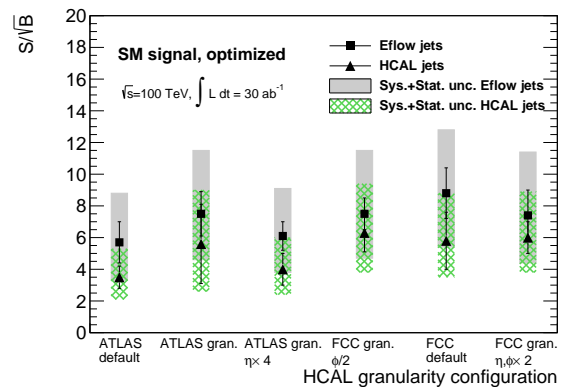 S/√B
20
18
16
14
12
10
8
6
4
2
0
SM signal, optimized
√s=100 TeV, ∫ L dt = 30 ab⁻¹
Eflow jets
HCAL jets
Sys.+Stat. unc. Eflow jets
Sys.+Stat. unc. HCAL jets
ATLAS default
ATLAS gran.
ATLAS gran. η× 4
FCC gran. ϕ/2
FCC default
FCC gran. η,ϕ× 2
HCAL granularity configuration